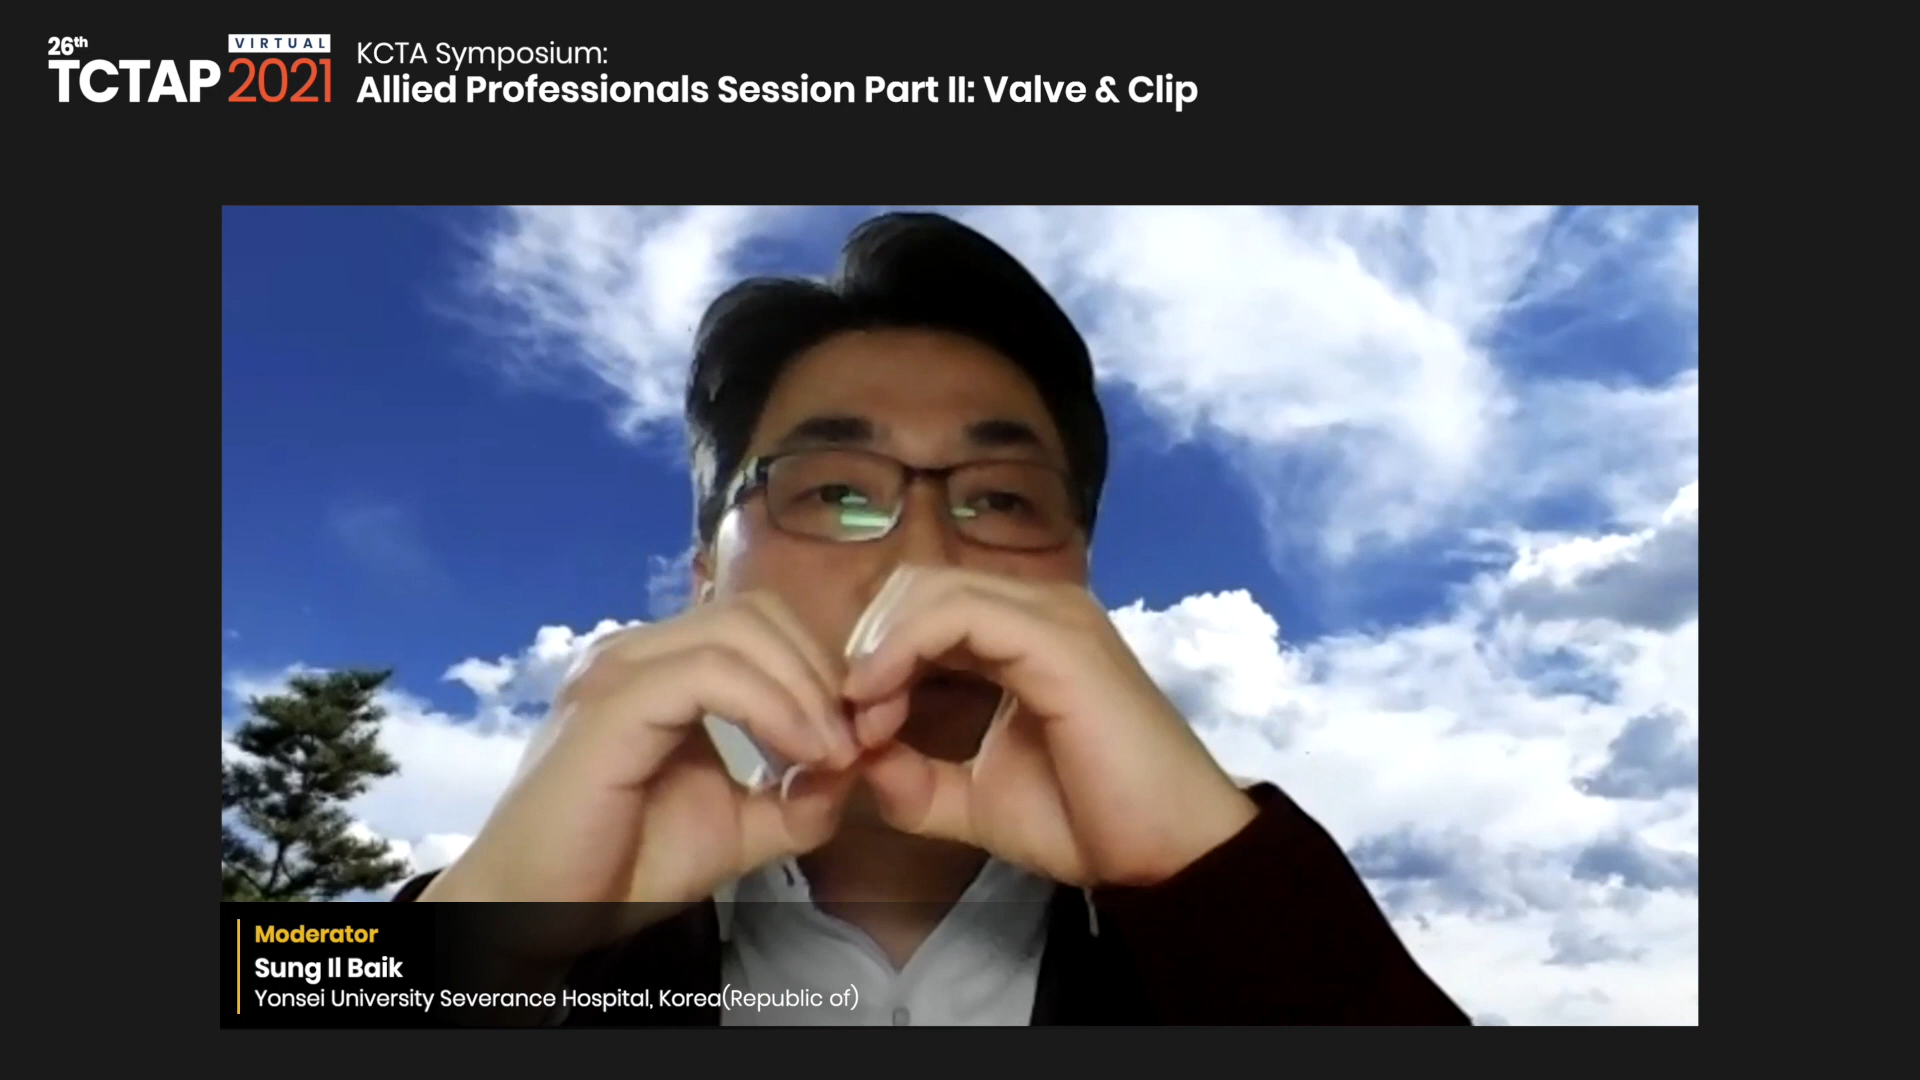 26th
TCTAP
VIRTUAL
2021
KCTA Symposium:
Allied Professionals Session Part II: Valve & Clip
Moderator
Sung Il Baik
Yonsei University Severance Hospital, Korea(Republic of)